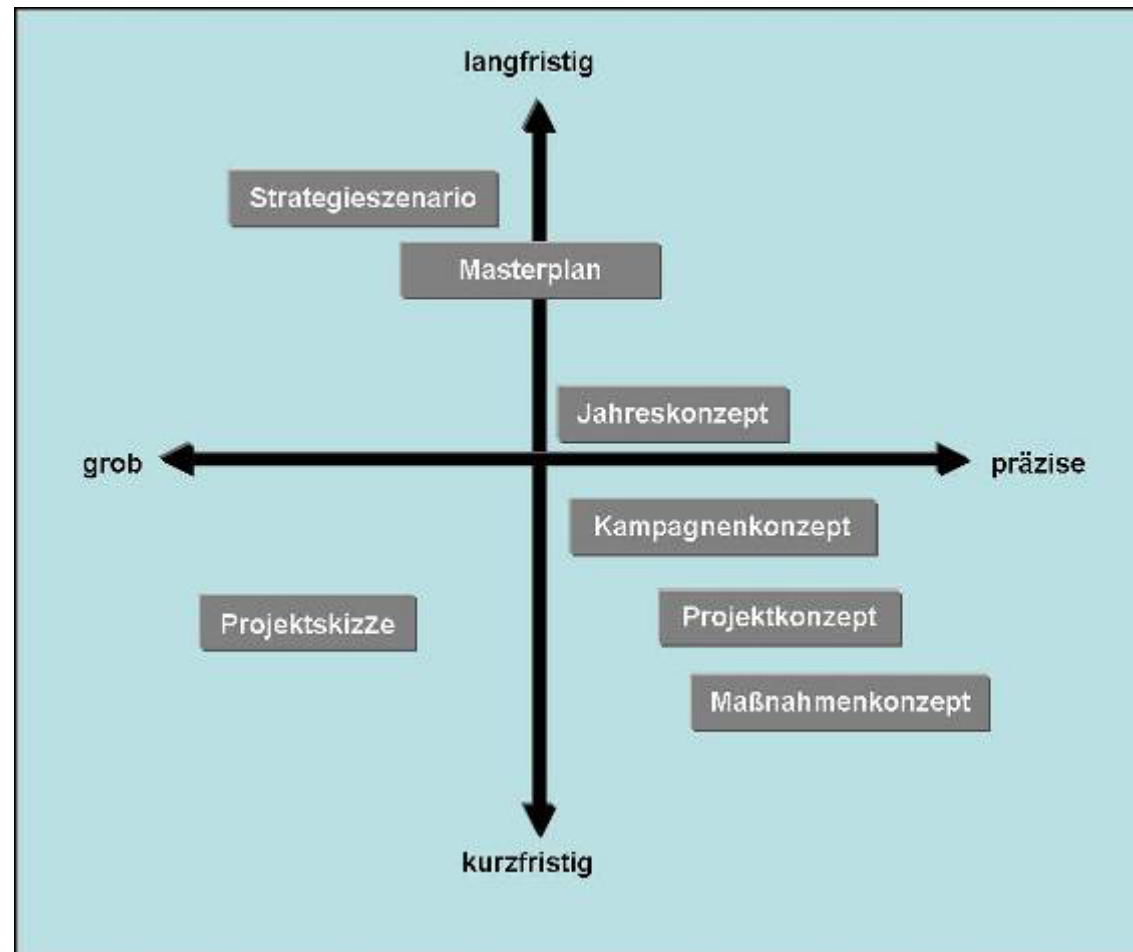 langfristig
Strategieszenario
Masterplan
Jahreskonzept
grob
präzise
Kampagnenkonzept
ProjektskizZe
Projektkonzept
Maßnahmenkonzept
kurzfristig